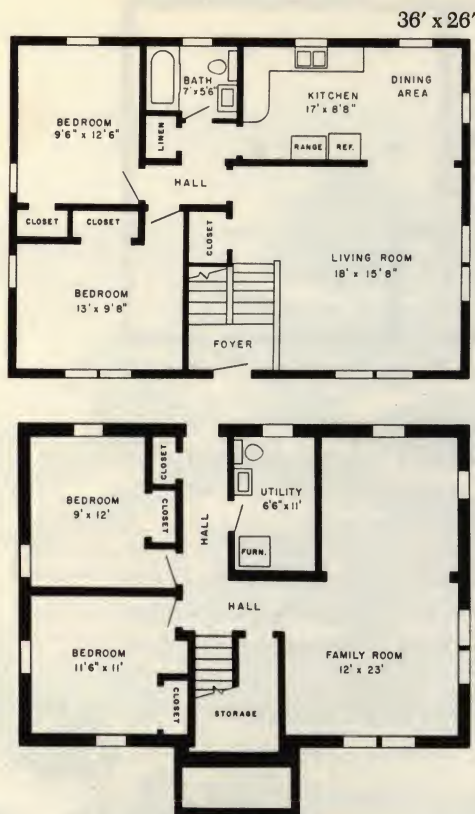 36' x 26'
BATH
7' x 5'6"
KITCHEN
17' x 8'8"
DINING
AREA
BEDROOM
9'6" x 12'6"
LINEN
RANGE
REF.
HALL
CLOSET
CLOSET
CLOSET
LIVING ROOM
18' x 15'8"
BEDROOM
13' x 9'8"
FOYER
CLOSET
BEDROOM
9' x 12'
CLOSET
HALL
UTILITY
6'6" x 11'
FURN.
HALL
BEDROOM
11'6" x 11'
FAMILY ROOM
12' x 23'
CLOSET
STORAGE